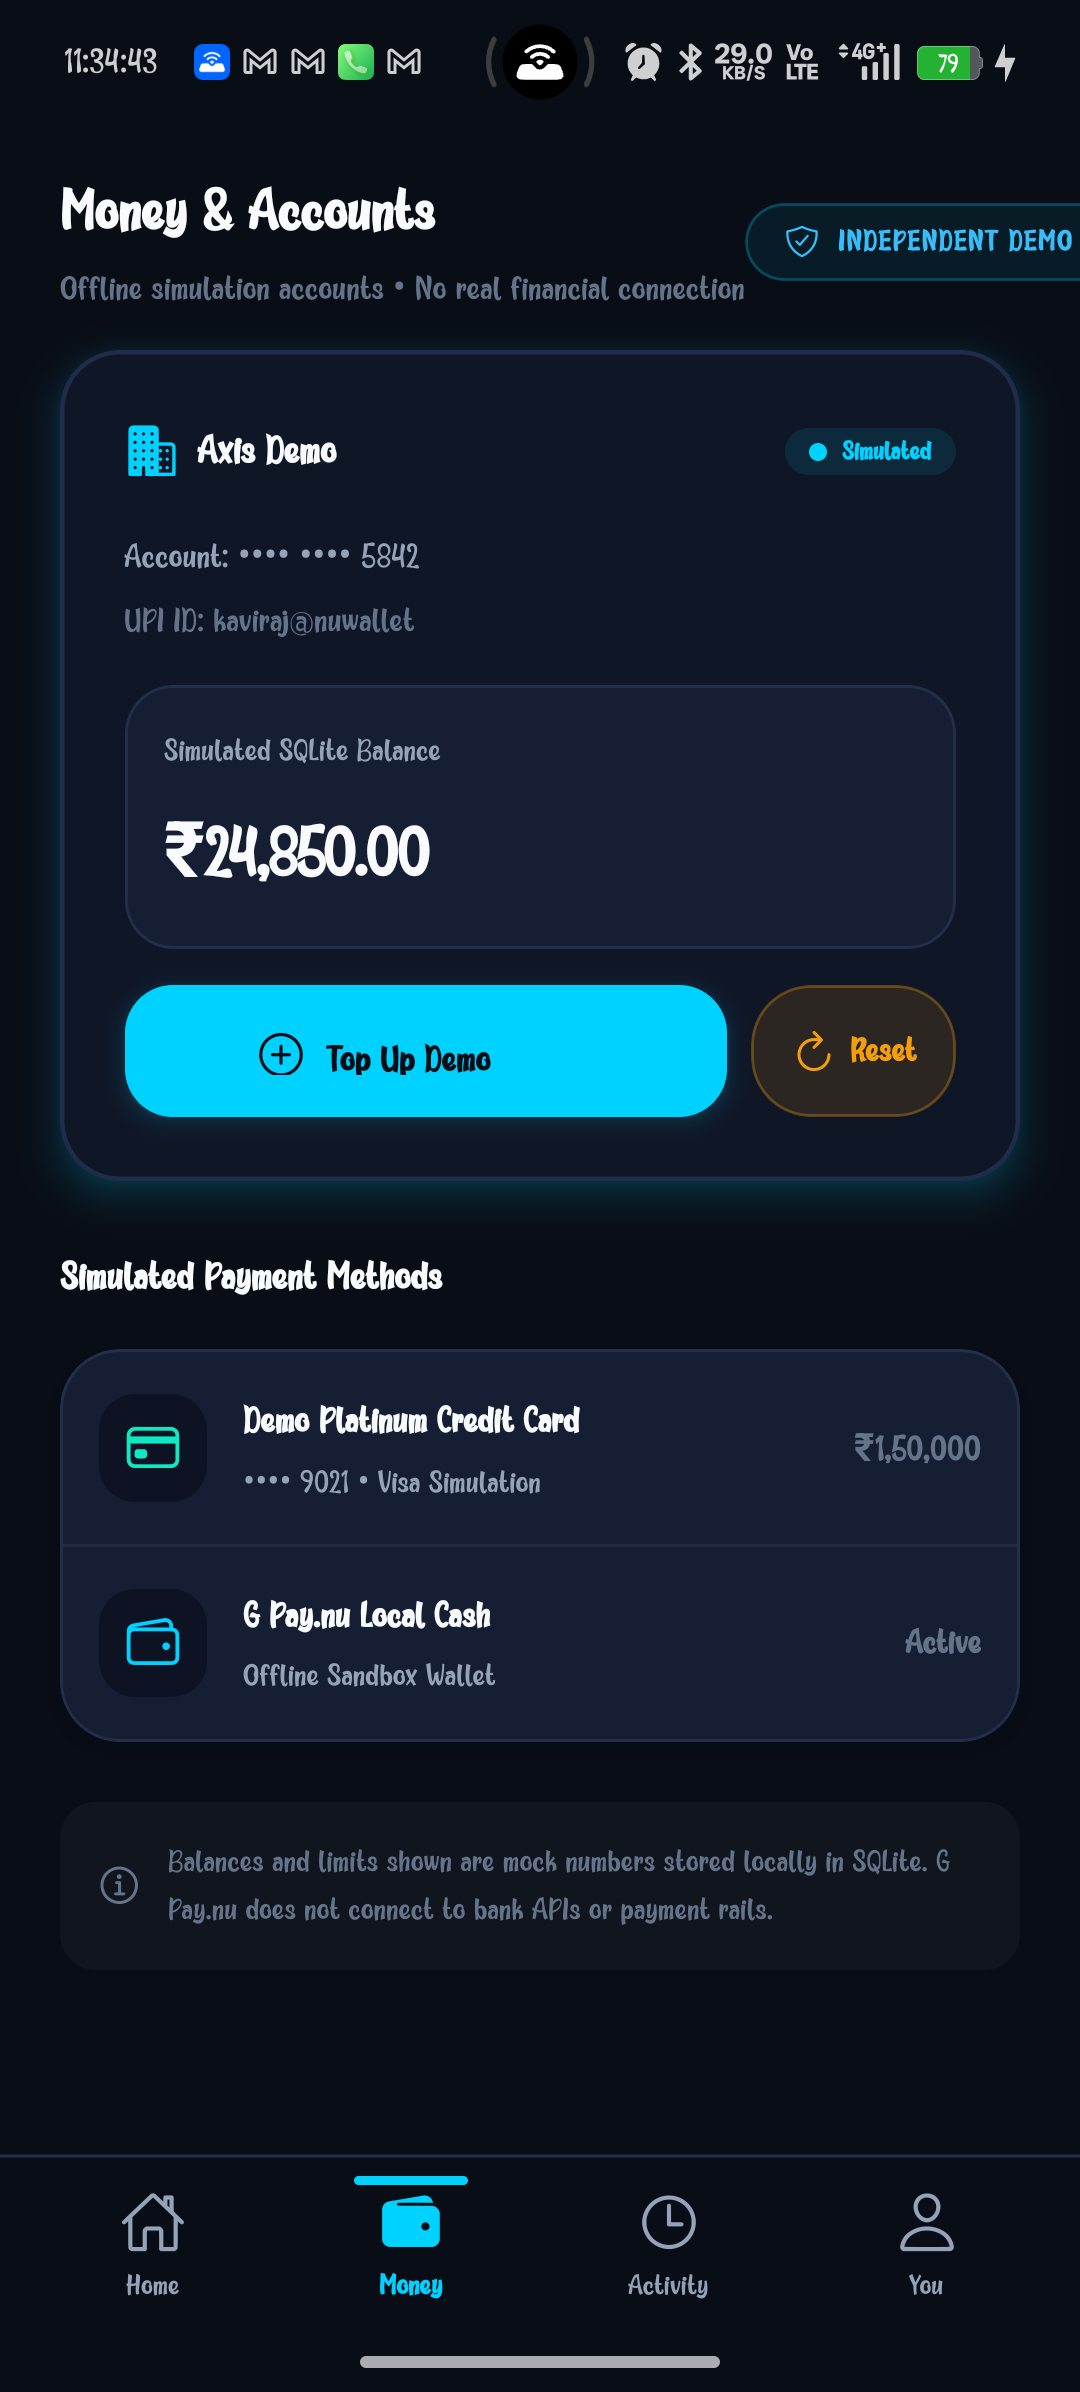 11:34:43
29.0
KB/S
Vo
LTE
4G+
79
Money & Accounts
INDEPENDENT DEMO
Offline simulation accounts • No real financial connection
Axis Demo
Simulated
Account: •••• •••• 5842
UPI ID: kaviraj@nuwallet
Simulated SQLite Balance
₹24,850.00
Top Up Demo
Reset
Simulated Payment Methods
Demo Platinum Credit Card
•••• 9021 • Visa Simulation
₹1,50,000
G Pay.nu Local Cash
Offline Sandbox Wallet
Active
Balances and limits shown are mock numbers stored locally in SQLite. G
Pay.nu does not connect to bank APIs or payment rails.
Home
Money
Activity
You